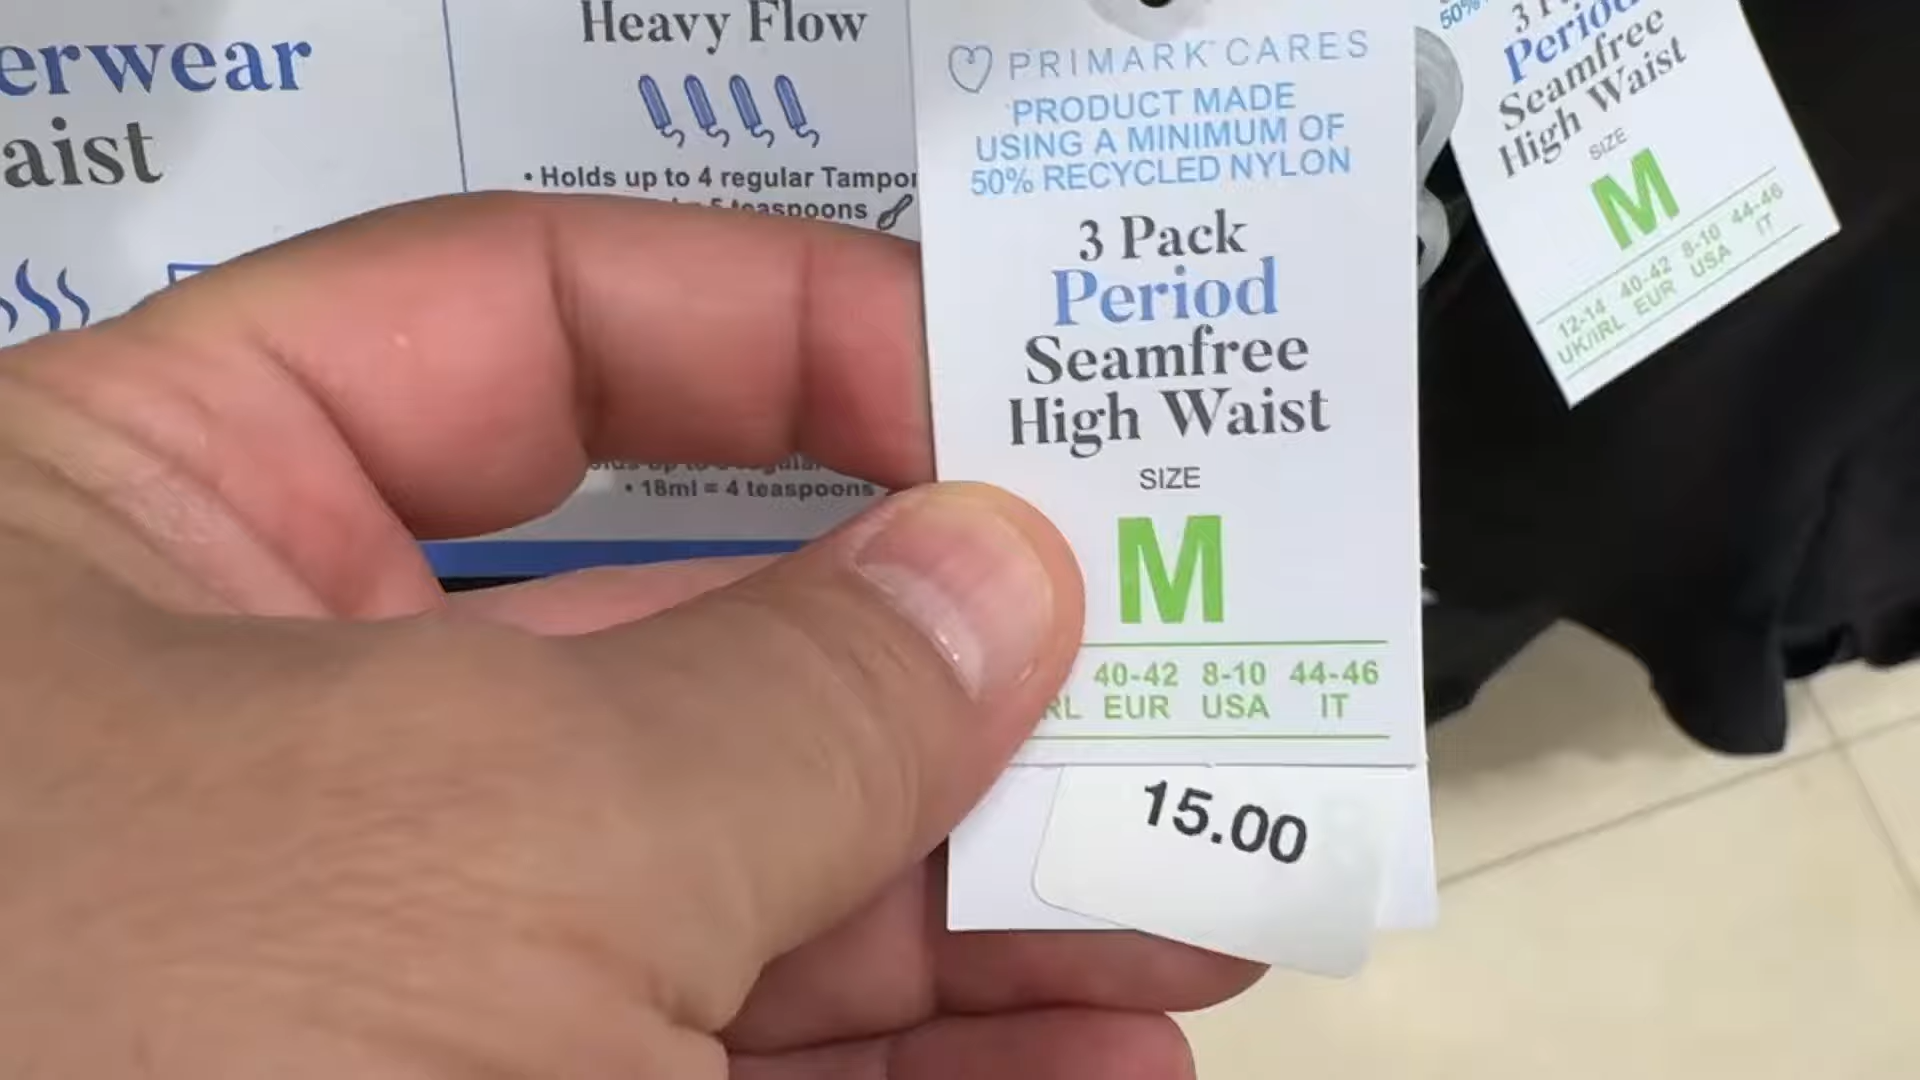 erwear
aist
Heavy Flow
• Holds up to 4 regular Tampon
5 teaspoons
• 18ml = 4 teaspoons
PRIMARK CARES
PRODUCT MADE
USING A MINIMUM OF
50% RECYCLED NYLON
3 Pack
Period
Seamfree
High Waist
SIZE
M
40-42 8-10 44-46
RL EUR USA IT
15.00
50%
3 P
Period
Seamfree
High Waist
SIZE
M
12-14 40-42 8-10 44-46
UK/IRL EUR USA IT